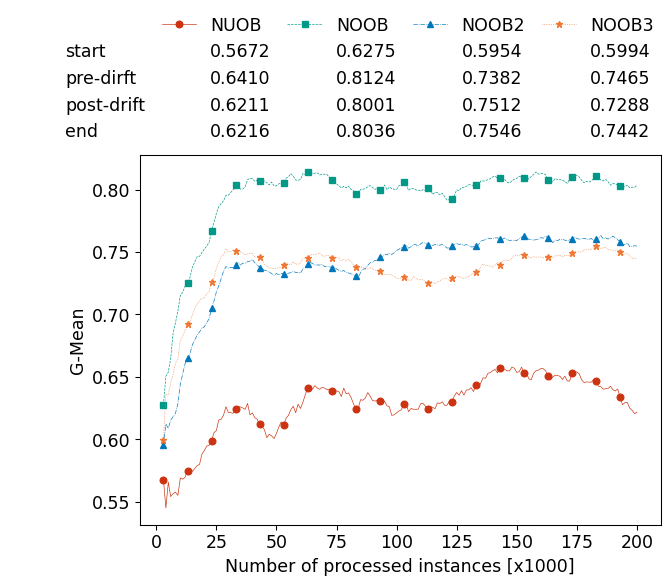 NUOB NOOB NOOB2 NOOB3
start 0.5672 0.6275 0.5954 0.5994
pre-dirft 0.6410 0.8124 0.7382 0.7465
post-drift 0.6211 0.8001 0.7512 0.7288
end 0.6216 0.8036 0.7546 0.7442
0.80
0.75
0.70
G-Mean
0.65
0.60
0.55
0 25 50 75 100 125 150 175 200
Number of processed instances [x1000]